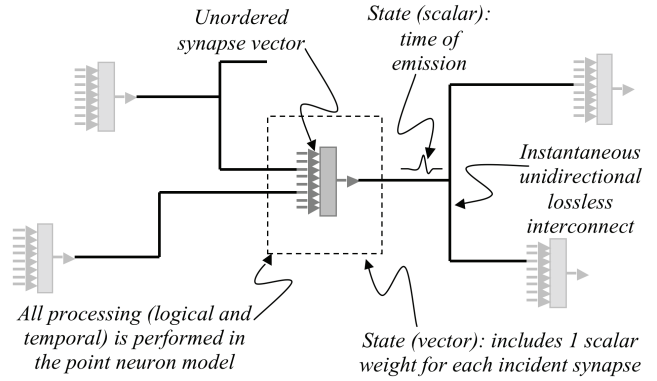 Unordered
synapse vector
State (scalar):
time of
emission
Instantaneous
unidirectional
lossless
interconnect
All processing (logical and
temporal) is performed in
the point neuron model
State (vector): includes 1 scalar
weight for each incident synapse